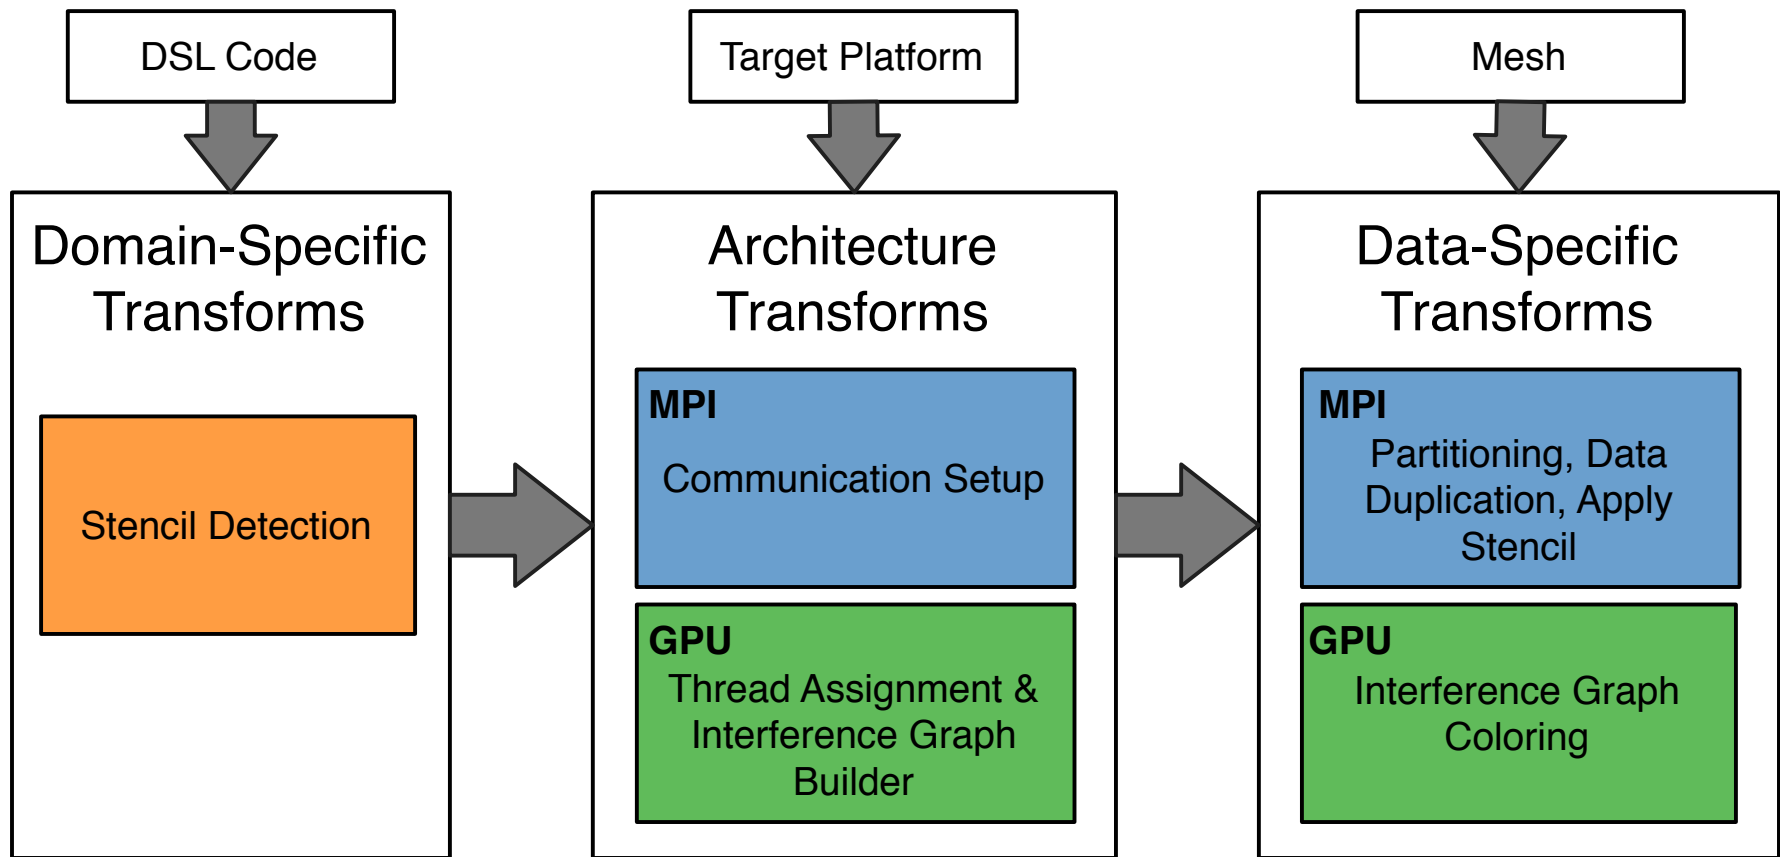 DSL Code
Target Platform
Mesh
Domain-Specific
Transforms
Stencil Detection
Architecture
Transforms
MPI
Communication Setup
GPU
Thread Assignment &
Interference Graph
Builder
Data-Specific
Transforms
MPI
Partitioning, Data
Duplication, Apply
Stencil
GPU
Interference Graph
Coloring